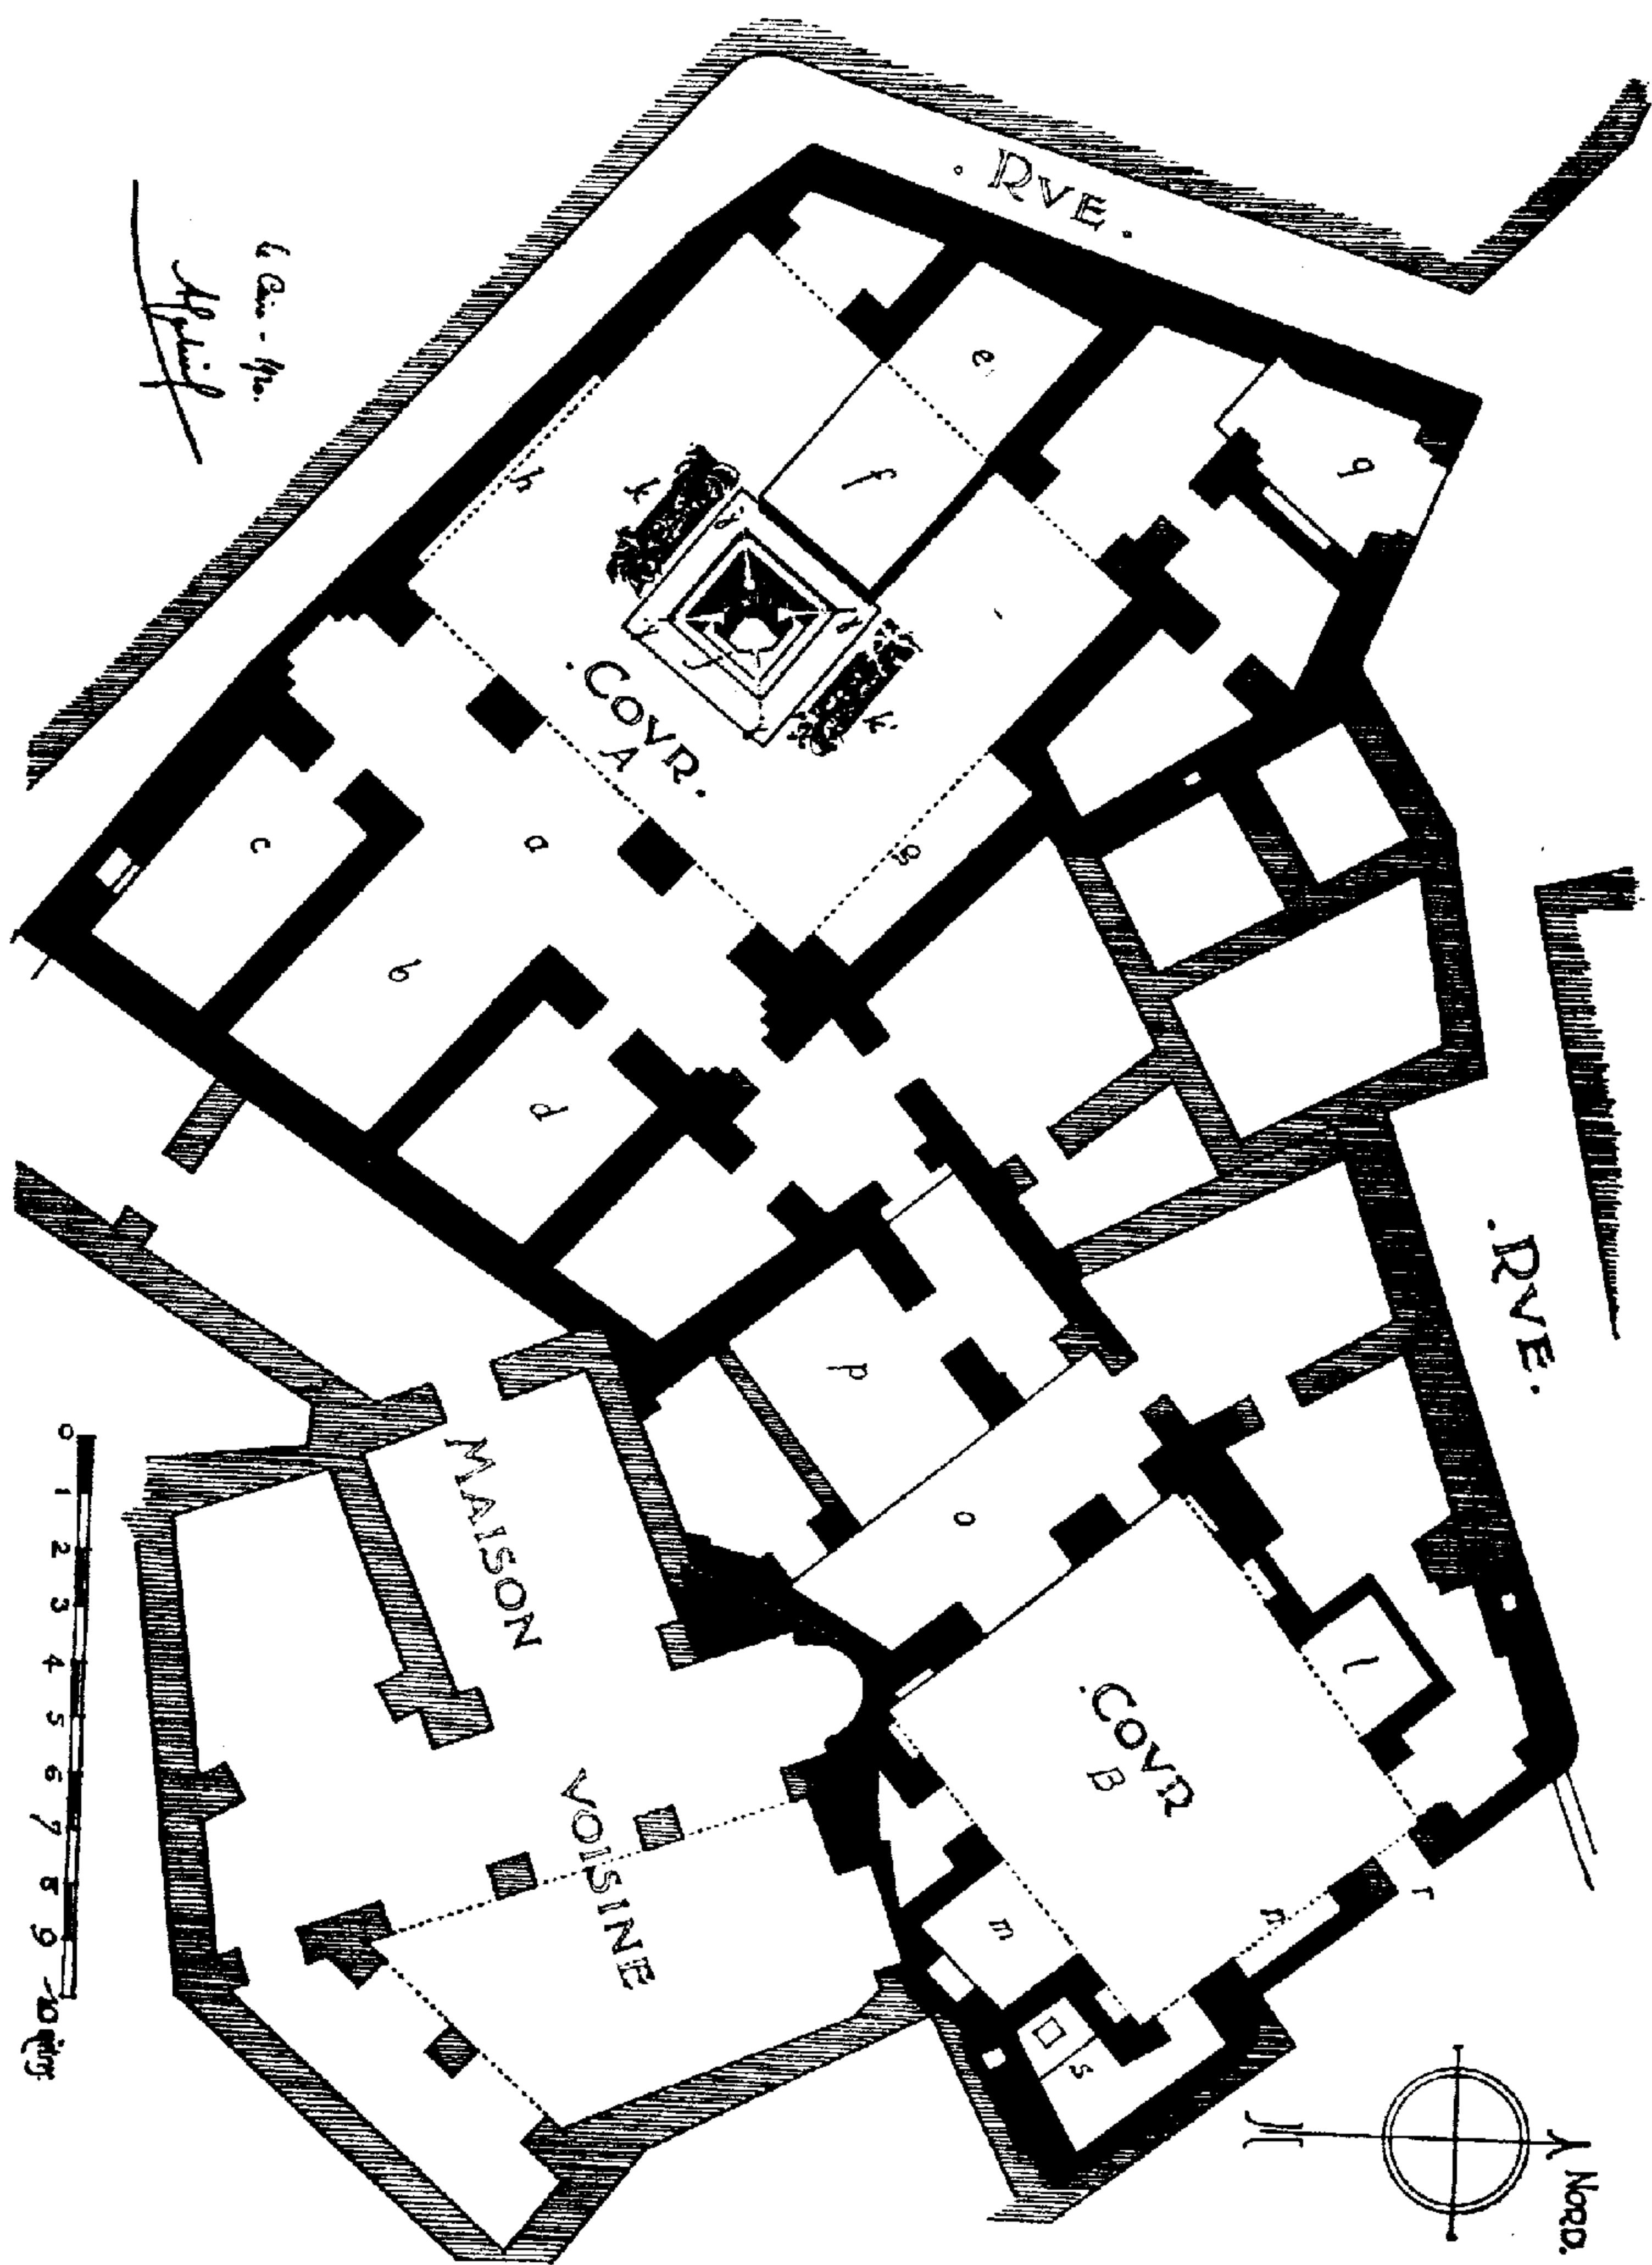 . RVE .
q
e
f
h
k
j
. COVR .
A
k
g
c
a
b
d
. RVE .
p
o
l
. COVR
B
m
n
r
s
MAISON
VOISINE
0 1 2 3 4 5 6 7 8 9 10
NORD.